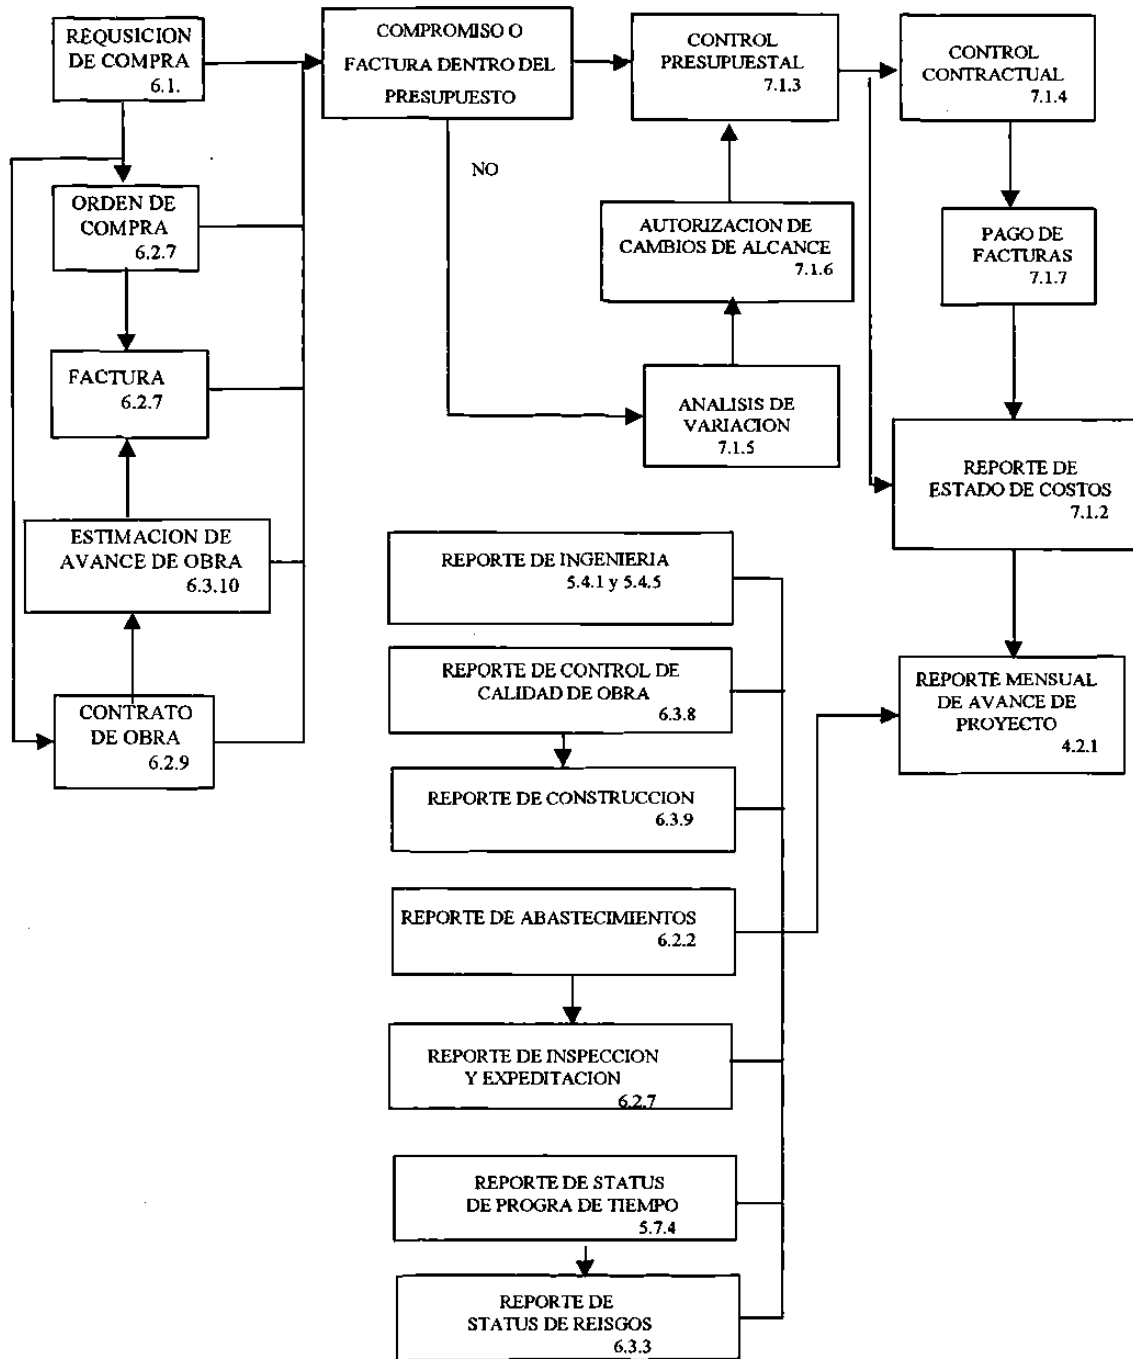 REQUSICION
DE COMPRA
6.1.
COMPROMISO O
FACTURA DENTRO DEL
PRESUPUESTO
CONTROL
PRESUPUESTAL
7.1.3
CONTROL
CONTRACTUAL
7.1.4
NO
ORDEN DE
COMPRA
6.2.7
AUTORIZACION DE
CAMBIOS DE ALCANCE
7.1.6
PAGO DE
FACTURAS
7.1.7
FACTURA
6.2.7
ANALISIS DE
VARIACION
7.1.5
REPORTE DE
ESTADO DE COSTOS
7.1.2
ESTIMACION DE
AVANCE DE OBRA
6.3.10
REPORTE DE INGENIERIA
5.4.1 y 5.4.5
CONTRATO
DE OBRA
6.2.9
REPORTE DE CONTROL DE
CALIDAD DE OBRA
6.3.8
REPORTE MENSUAL
DE AVANCE DE
PROYECTO
4.2.1
REPORTE DE CONSTRUCCION
6.3.9
REPORTE DE ABASTECIMIENTOS
6.2.2
REPORTE DE INSPECCION
Y EXPEDITACION
6.2.7
REPORTE DE STATUS
DE PROGRA DE TIEMPO
5.7.4
REPORTE DE
STATUS DE REISGOS
6.3.3